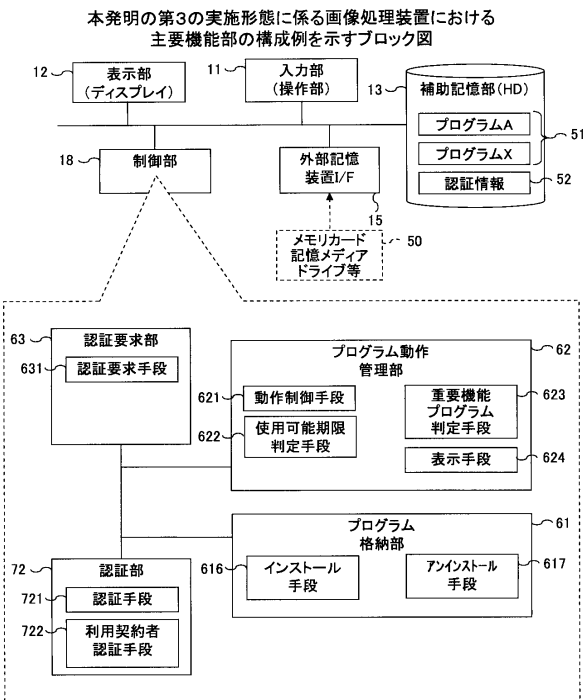 本発明の第3の実施形態に係る画像処理装置における
主要機能部の構成例を示すブロック図
12
表示部
(ディスプレイ)
11
入力部
(操作部)
13
補助記憶部(HD)
プログラムA
プログラムX
51
認証情報
52
18
制御部
外部記憶
装置I/F
15
メモリカード
記憶メディア
ドライブ等
50
63
認証要求部
631
認証要求手段
プログラム動作
管理部
62
621
動作制御手段
622
使用可能期限
判定手段
重要機能
プログラム
判定手段
623
表示手段
624
プログラム
格納部
61
616
インストール
手段
アンインストール
手段
617
72
認証部
721
認証手段
722
利用契約者
認証手段